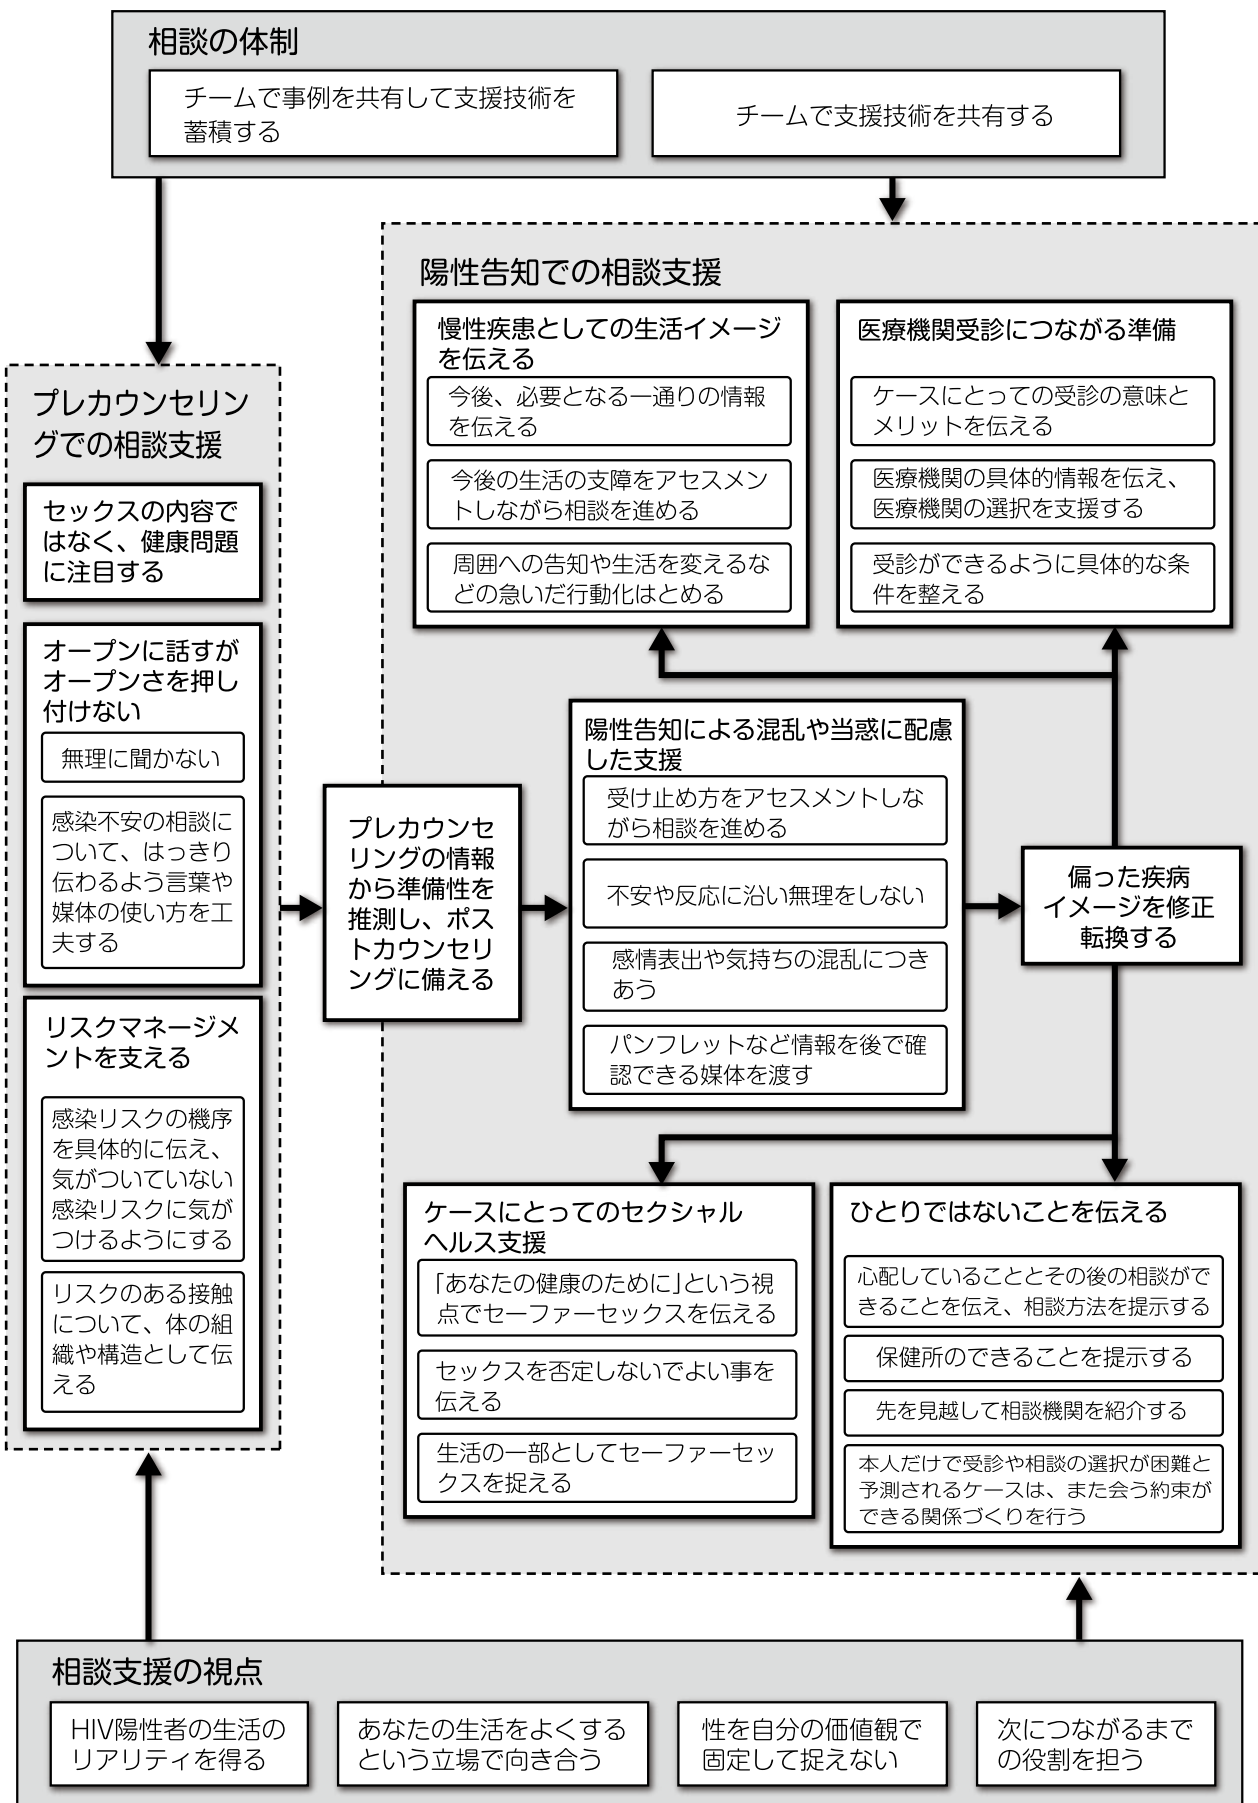 相談の体制
チームで事例を共有して支援技術を
蓄積する
チームで支援技術を共有する
プレカウンセリン
グでの相談支援
セックスの内容で
はなく、健康問題
に注目する
オープンに話すが
オープンさを押し
付けない
無理に聞かない
感染不安の相談に
ついて、はっきり
伝わるよう言葉や
媒体の使い方を工
夫する
リスクマネージメ
ントを支える
感染リスクの機序
を具体的に伝え、
気がついていない
感染リスクに気が
つけるようにする
リスクのある接触
について、体の組
織や構造として伝
える
プレカウンセ
リングの情報
から準備性を
推測し、ポス
トカウンセリ
ングに備える
陽性告知での相談支援
慢性疾患としての生活イメージ
を伝える
今後、必要となる一通りの情報
を伝える
今後の生活の支障をアセスメン
トしながら相談を進める
周囲への告知や生活を変えるな
どの急いだ行動化はとめる
医療機関受診につながる準備
ケースにとっての受診の意味と
メリットを伝える
医療機関の具体的情報を伝え、
医療機関の選択を支援する
受診ができるように具体的な条
件を整える
陽性告知による混乱や当惑に配慮
した支援
受け止め方をアセスメントしな
がら相談を進める
不安や反応に沿い無理をしない
感情表出や気持ちの混乱につき
あう
パンフレットなど情報を後で確
認できる媒体を渡す
偏った疾病
イメージを修正
転換する
ケースにとってのセクシャル
ヘルス支援
「あなたの健康のために」という視
点でセーファーセックスを伝える
セックスを否定しないでよい事を
伝える
生活の一部としてセーファーセッ
クスを捉える
ひとりではないことを伝える
心配していることとその後の相談がで
きることを伝え、相談方法を提示する
保健所のできることを提示する
先を見越して相談機関を紹介する
本人だけで受診や相談の選択が困難と
予測されるケースは、また会う約束が
できる関係づくりを行う
相談支援の視点
HIV陽性者の生活の
リアリティを得る
あなたの生活をよくする
という立場で向き合う
性を自分の価値観で
固定して捉えない
次につながるまで
の役割を担う